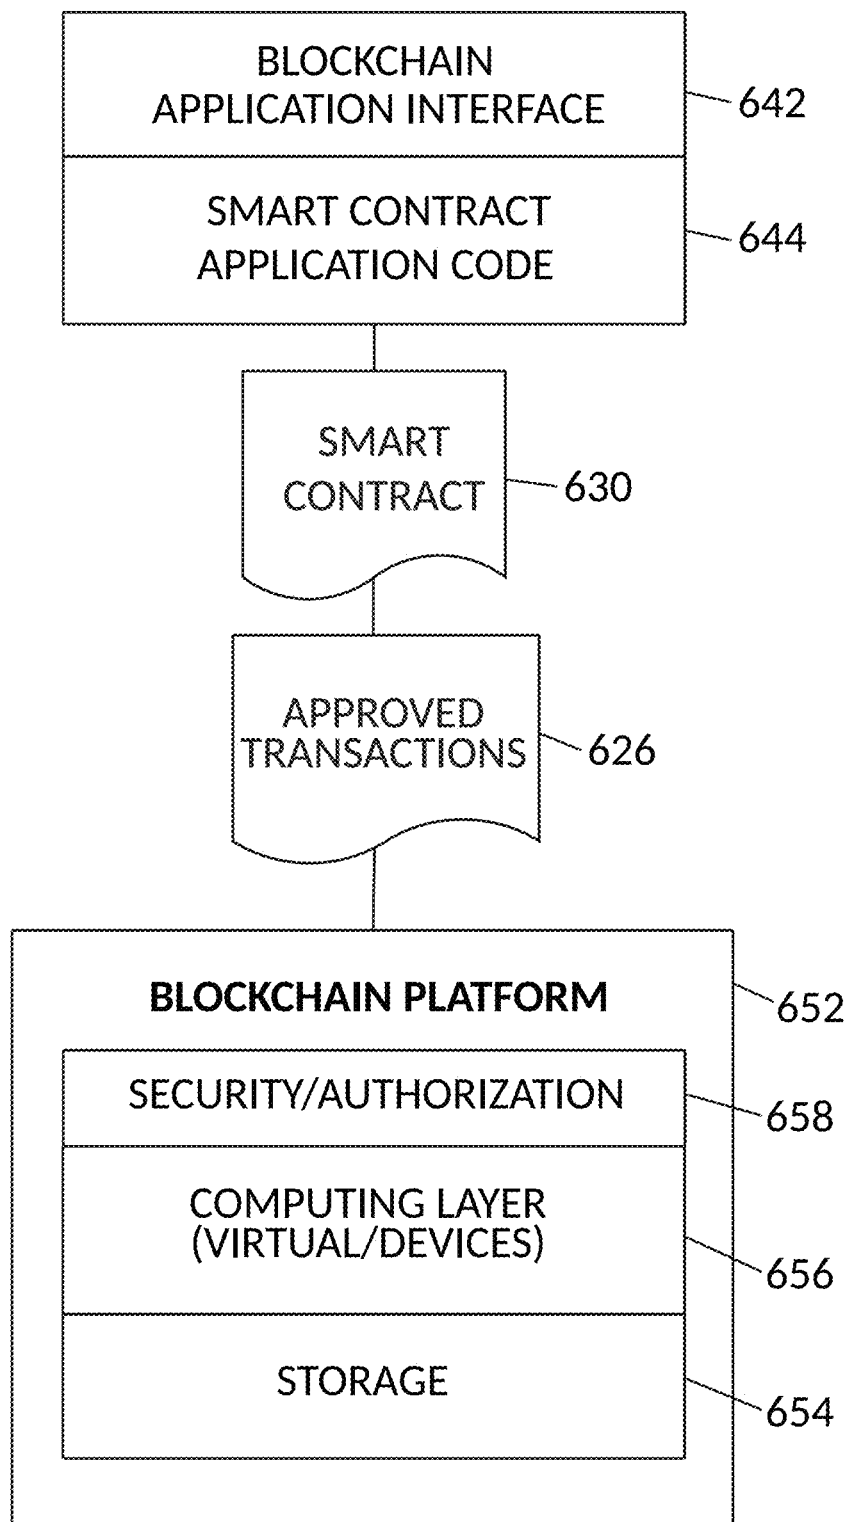 BLOCKCHAIN
APPLICATION INTERFACE
642
SMART CONTRACT
APPLICATION CODE
644
SMART
CONTRACT
630
APPROVED
TRANSACTIONS
626
BLOCKCHAIN PLATFORM
652
SECURITY/AUTHORIZATION
658
COMPUTING LAYER
(VIRTUAL/DEVICES)
656
STORAGE
654